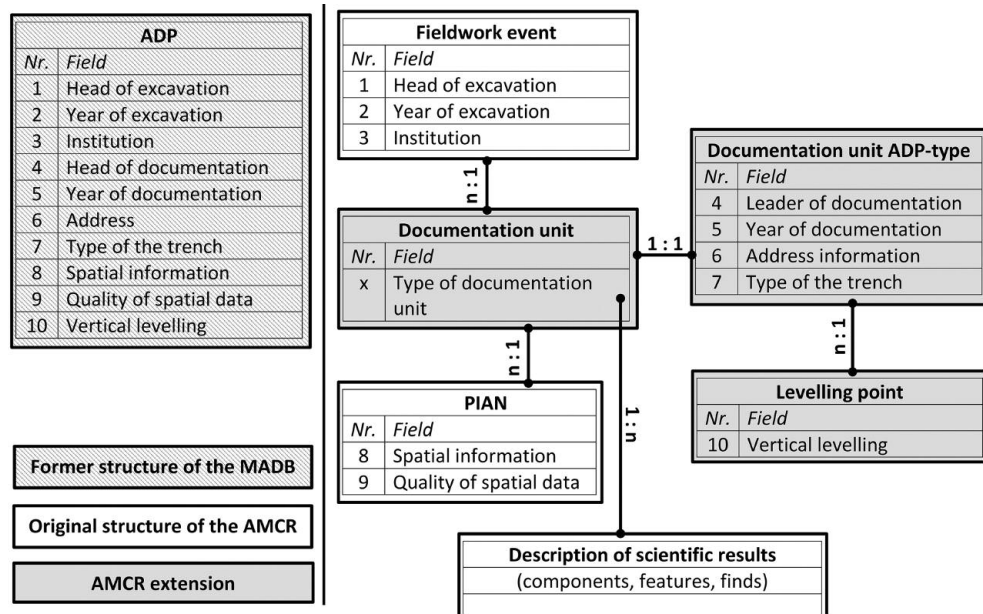 ADP
Nr. Field
1 Head of excavation
2 Year of excavation
3 Institution
4 Head of documentation
5 Year of documentation
6 Address
7 Type of the trench
8 Spatial information
9 Quality of spatial data
10 Vertical levelling
Former structure of the MADB
Original structure of the AMCR
AMCR extension
Fieldwork event
Nr. Field
1 Head of excavation
2 Year of excavation
3 Institution
n : 1
Documentation unit
Nr. Field
x Type of documentation
unit
1 : 1
Documentation unit ADP-type
Nr. Field
4 Leader of documentation
5 Year of documentation
6 Address information
7 Type of the trench
n : 1
Levelling point
Nr. Field
10 Vertical levelling
n : 1
PIAN
Nr. Field
8 Spatial information
9 Quality of spatial data
1:n
Description of scientific results
(components, features, finds)